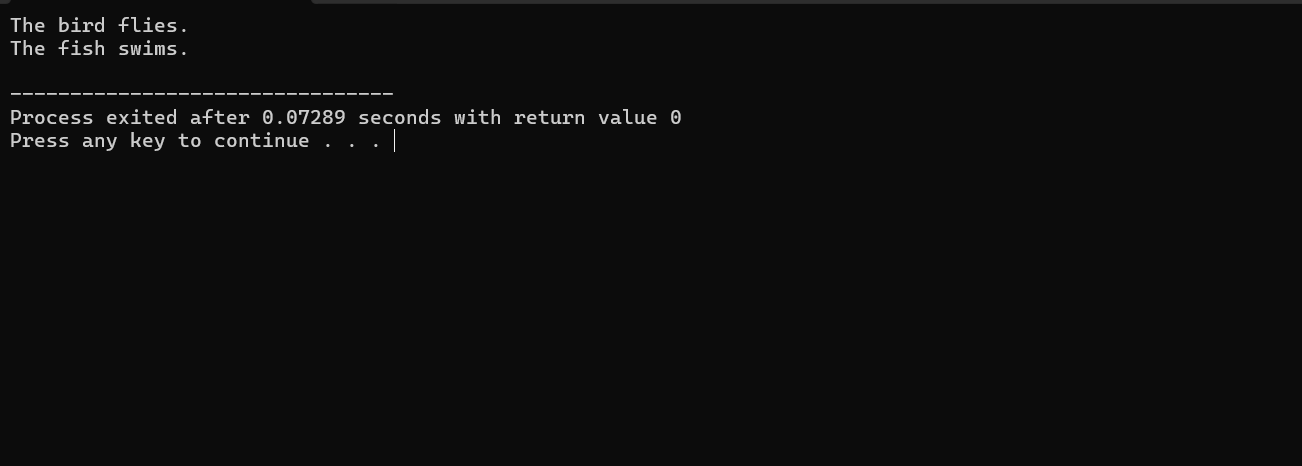 The bird flies.
The fish swims.
--------------------------------
Process exited after 0.07289 seconds with return value 0
Press any key to continue . . .